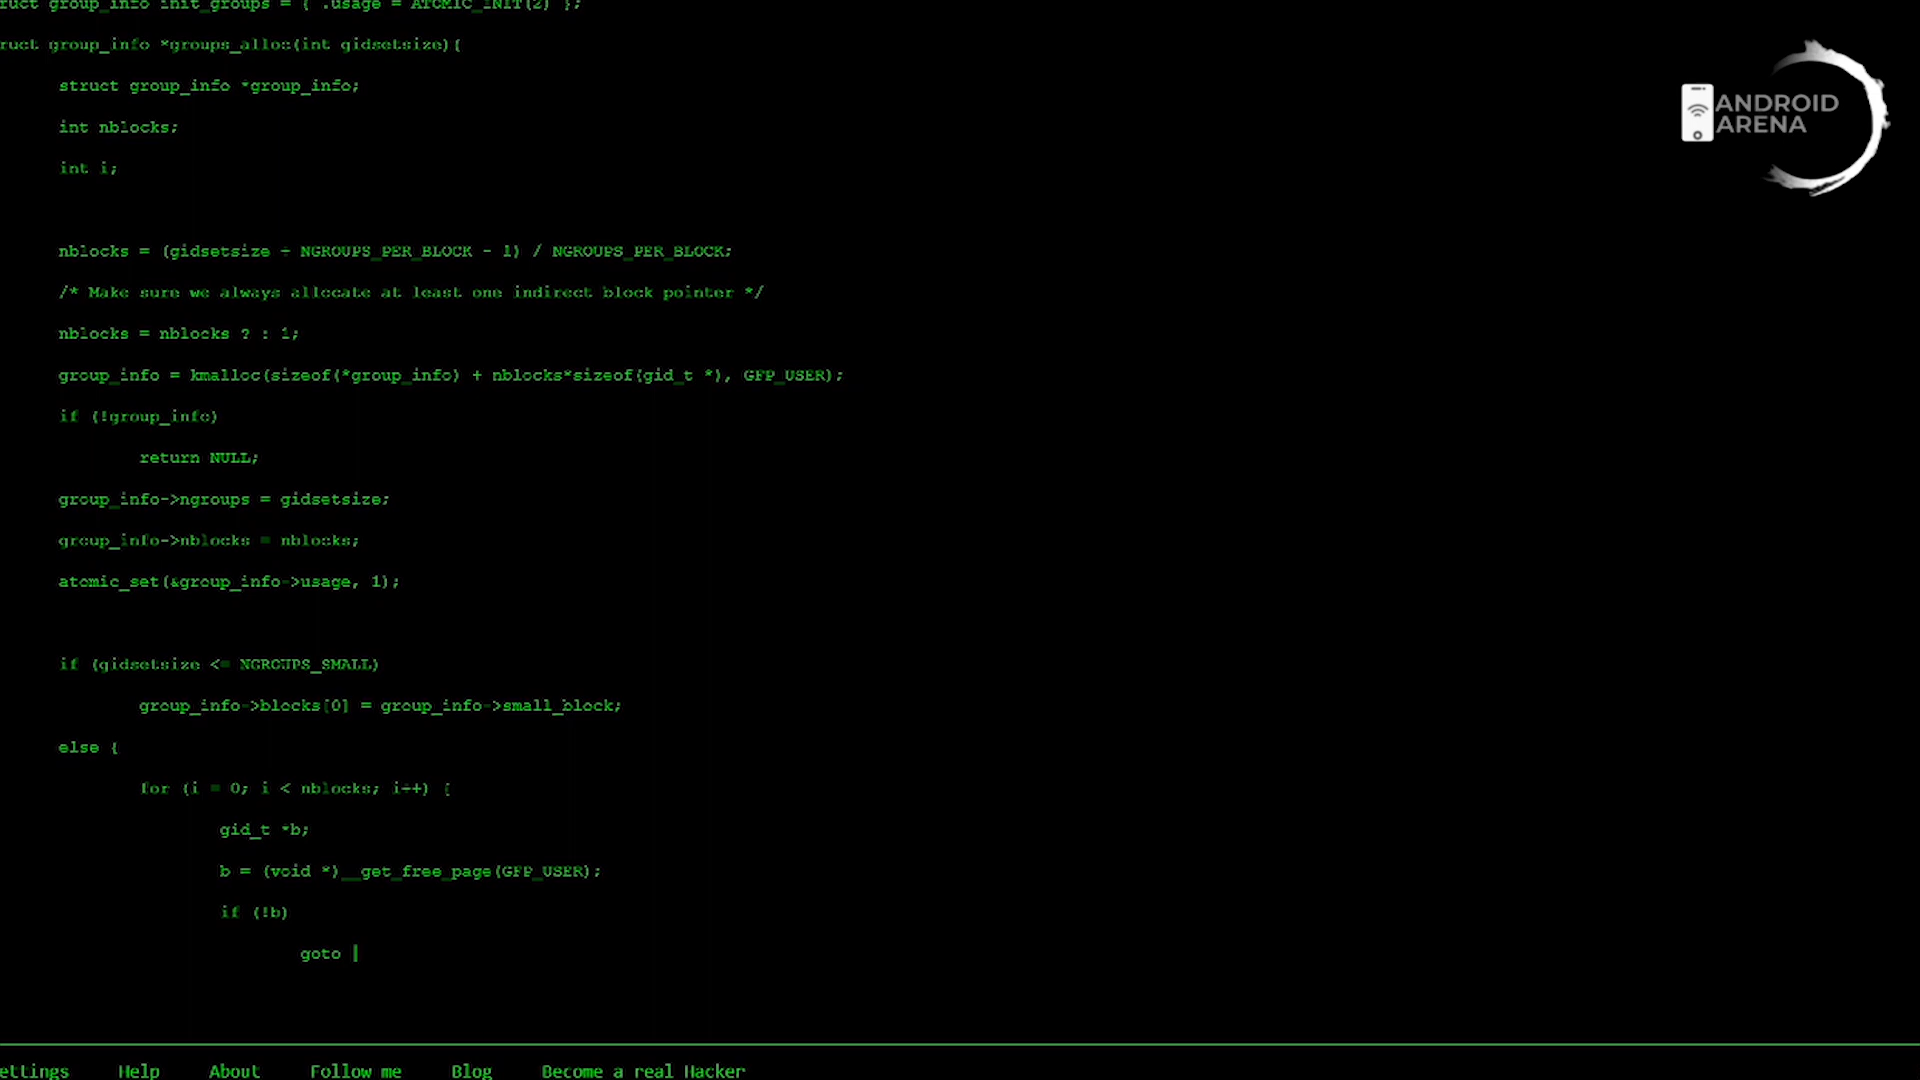 ruct group_info init_groups = { .usage = ATOMIC_INIT(2) };
ruct group_info *groups_alloc(int gidsetsize){
struct group_info *group_info;
int nblocks;
int i;
nblocks = (gidsetsize + NGROUPS_PER_BLOCK - 1) / NGROUPS_PER_BLOCK;
/* Make sure we always allocate at least one indirect block pointer */
nblocks = nblocks ? : 1;
group_info = kmalloc(sizeof(*group_info) + nblocks*sizeof(gid_t *), GFP_USER);
if (!group_info)
return NULL;
group_info->ngroups = gidsetsize;
group_info->nblocks = nblocks;
atomic_set(&group_info->usage, 1);
if (gidsetsize <= NGROUPS_SMALL)
group_info->blocks[0] = group_info->small_block;
else {
for (i = 0; i < nblocks; i++) {
gid_t *b;
b = (void *)__get_free_page(GFP_USER);
if (!b)
goto |
ettings Help About Follow me Blog Become a real Hacker
ANDROID
ARENA